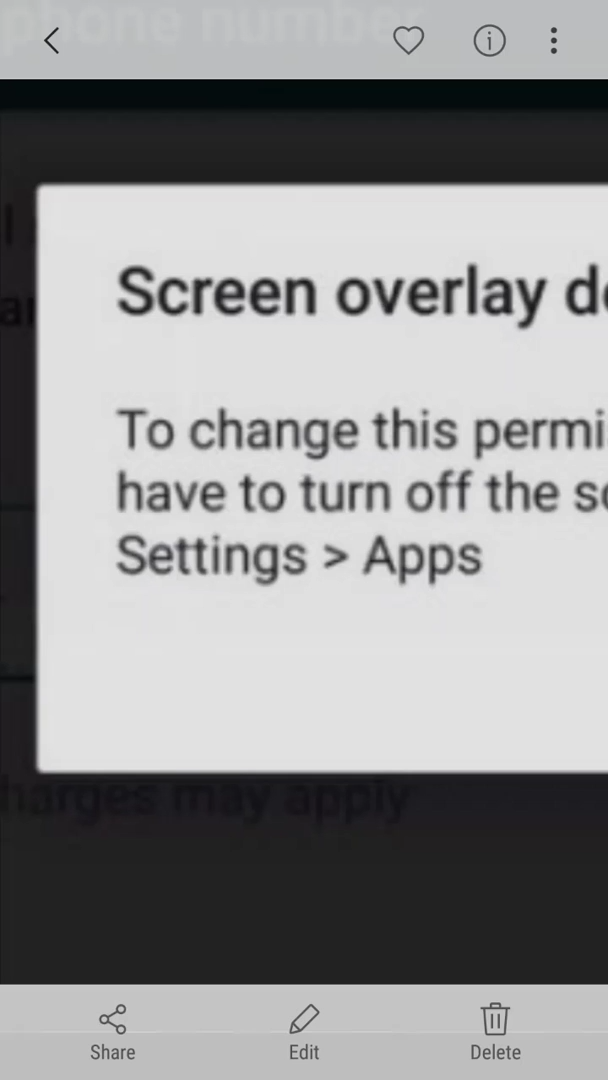 phone number
Screen overlay d
To change this permi
have to turn off the s
Settings > Apps
harges may apply
Share
Edit
Delete